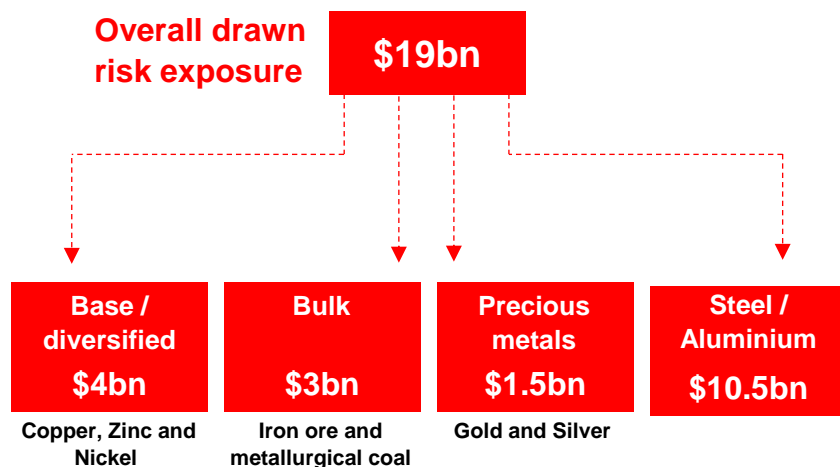 Overall drawn
risk exposure
$19bn
Base /
diversified
$4bn
Copper, Zinc and
Nickel
Bulk
$3bn
Iron ore and
metallurgical coal
Precious
metals
$1.5bn
Gold and Silver
Steel /
Aluminium
$10.5bn